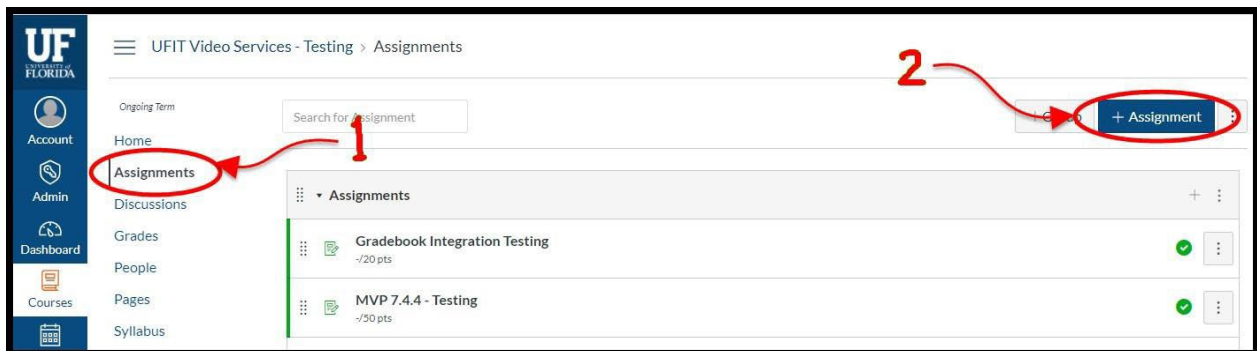 UF
UNIVERSITY of
FLORIDA
UFIT Video Services - Testing > Assignments
2
Account
Admin
Dashboard
Courses
Ongoing Term
Home
Assignments
Discussions
Grades
People
Pages
Syllabus
Search for Assignment
1
+ Assignment
Assignments
Gradebook Integration Testing
-/20 pts
MVP 7.4.4 - Testing
-/50 pts